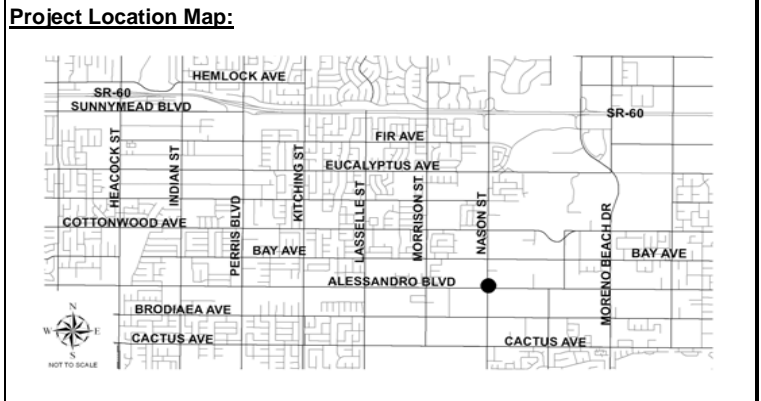 Project Location Map:
HEMLOCK AVE
SR-60
SUNNYMEAD BLVD
SR-60
FIR AVE
EUCALYPTUS AVE
HEACOCK ST
INDIAN ST
PERRIS BLVD
KITCHING ST
LASSELLE ST
MORRISON ST
NASON ST
MORENO BEACH DR
COTTONWOOD AVE
BAY AVE
BAY AVE
ALESSANDRO BLVD
BRODIAEA AVE
CACTUS AVE
CACTUS AVE
N
W E
S
NOT TO SCALE